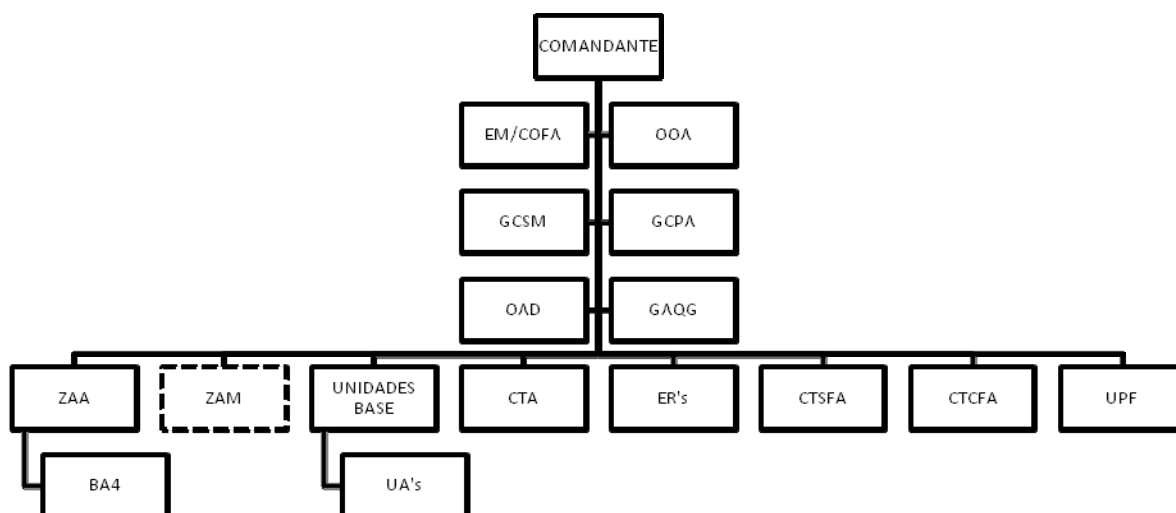 COMANDANTE
EM/COFA
OOA
GCSM
GCPA
OAD
GAQG
ZAA
ZAM
UNIDADES
BASE
CTA
ER's
CTSFA
CTCFA
UPF
BA4
UA's